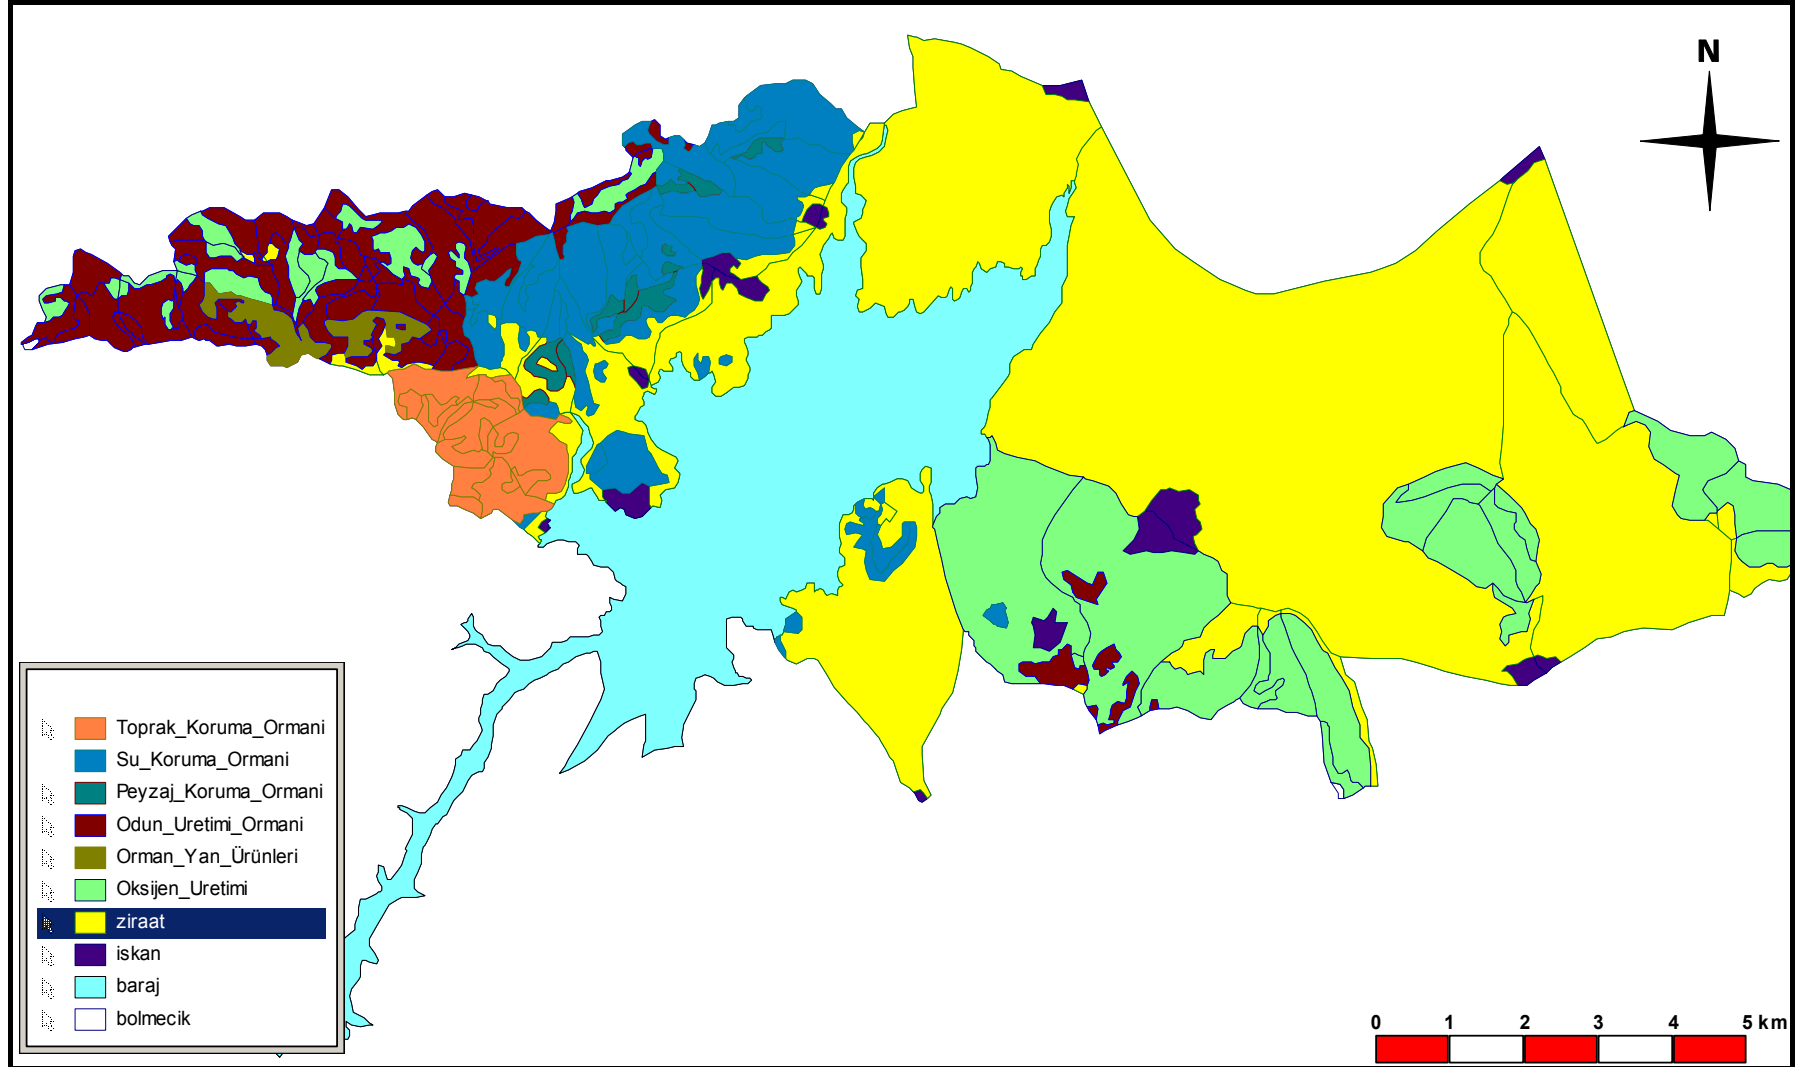 N
Toprak_Koruma_Ormani
Su_Koruma_Ormani
Peyzaj_Koruma_Ormani
Odun_Uretimi_Ormani
Orman_Yan_Ürünleri
Oksijen_Uretimi
ziraat
iskan
baraj
bolmecik
0 1 2 3 4 5 km